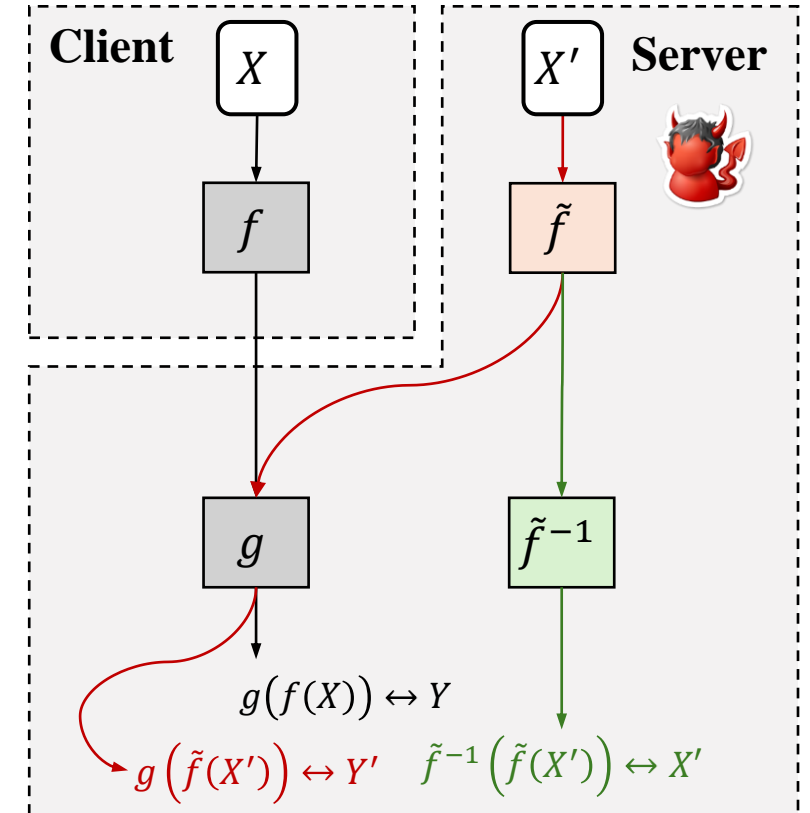 Client
X
X′
Server
f
f̃
g
f̃⁻¹
g(f(X)) ↔ Y
g(f̃(X′)) ↔ Y′
f̃⁻¹(f̃(X′)) ↔ X′